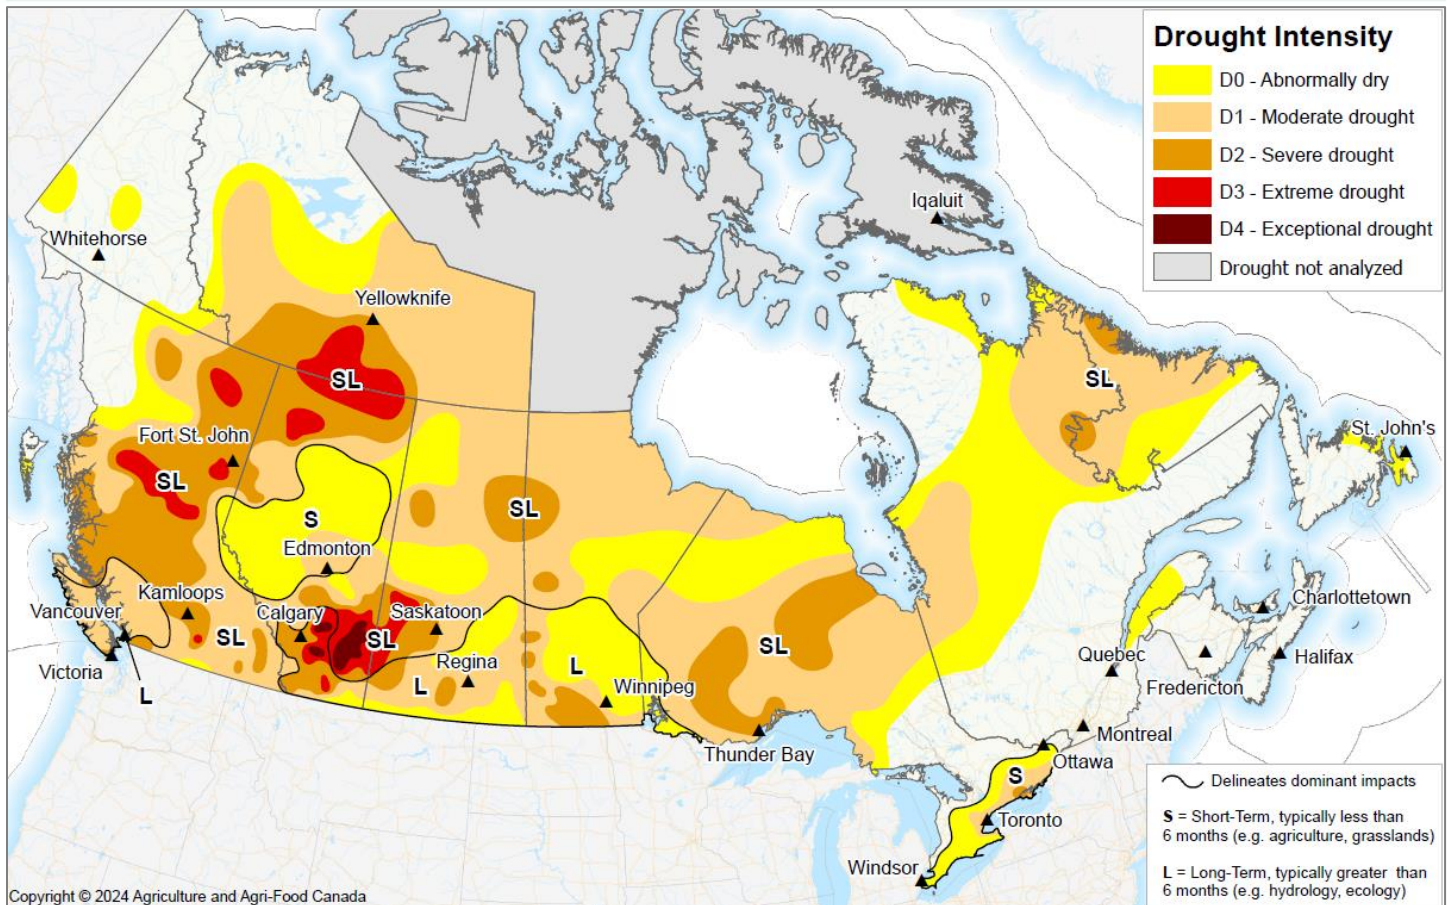 Drought Intensity
D0 - Abnormally dry
D1 - Moderate drought
D2 - Severe drought
D3 - Extreme drought
D4 - Exceptional drought
Drought not analyzed
Iqaluit
Whitehorse
Yellowknife
SL
SL
Fort St. John
St. John's
SL
SL
S
Edmonton
Kamloops
Vancouver
Calgary
Saskatoon
Charlottetown
SL
SL
SL
Regina
L
L
Victoria
L
Winnipeg
Quebec
Halifax
Fredericton
Thunder Bay
Montreal
Ottawa
S
Toronto
Windsor
Delineates dominant impacts
S = Short-Term, typically less than
6 months (e.g. agriculture, grasslands)
L = Long-Term, typically greater than
6 months (e.g. hydrology, ecology)
Copyright © 2024 Agriculture and Agri-Food Canada